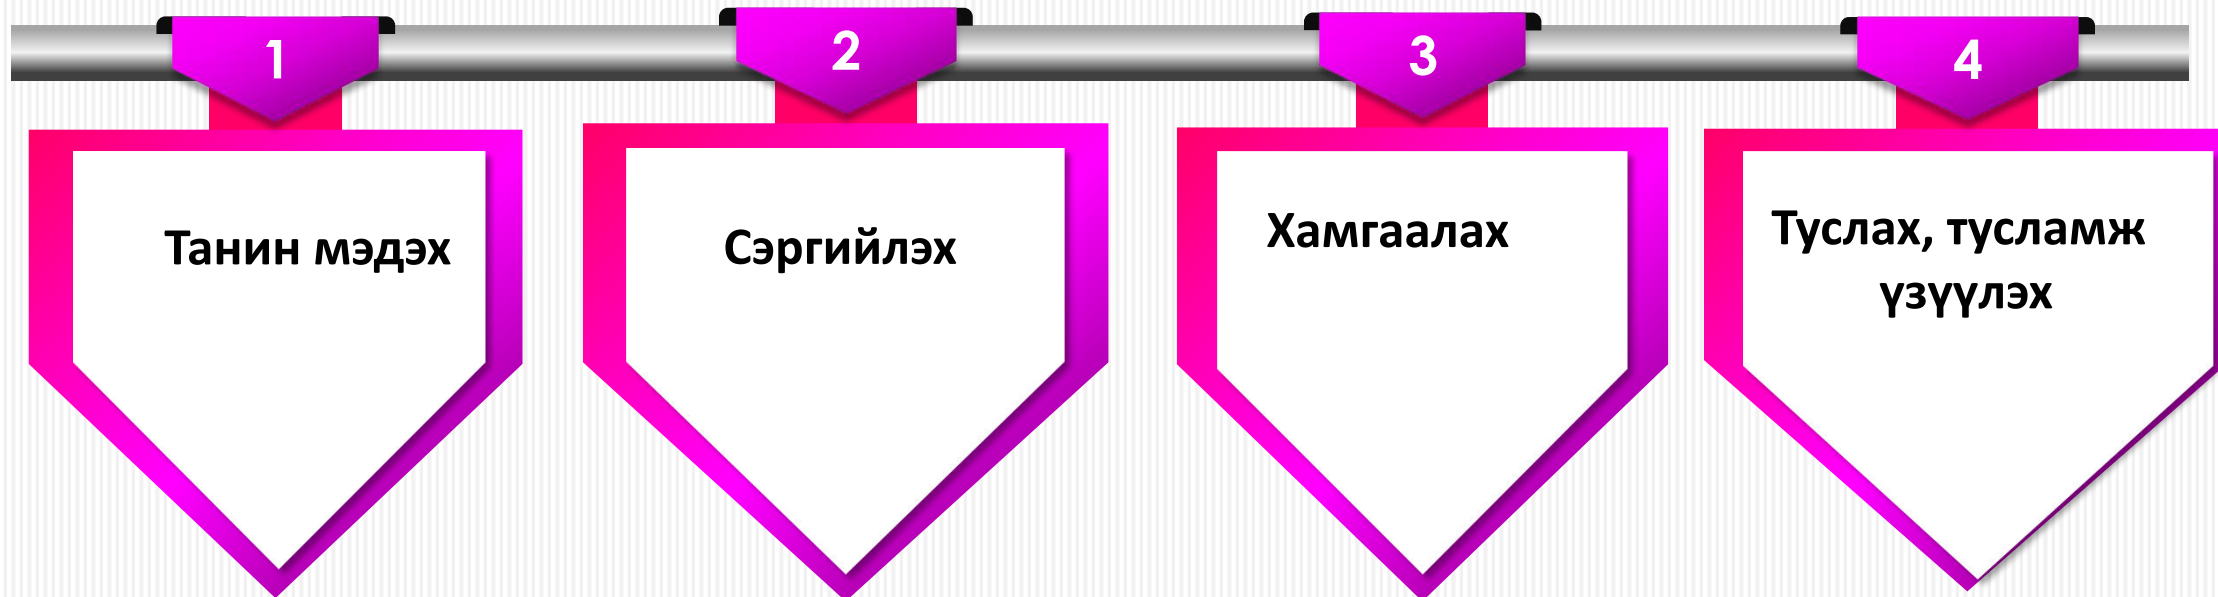 1
2
3
4
Танин мэдэх
Сэргийлэх
Хамгаалах
Туслах, тусламж
үзүүлэх